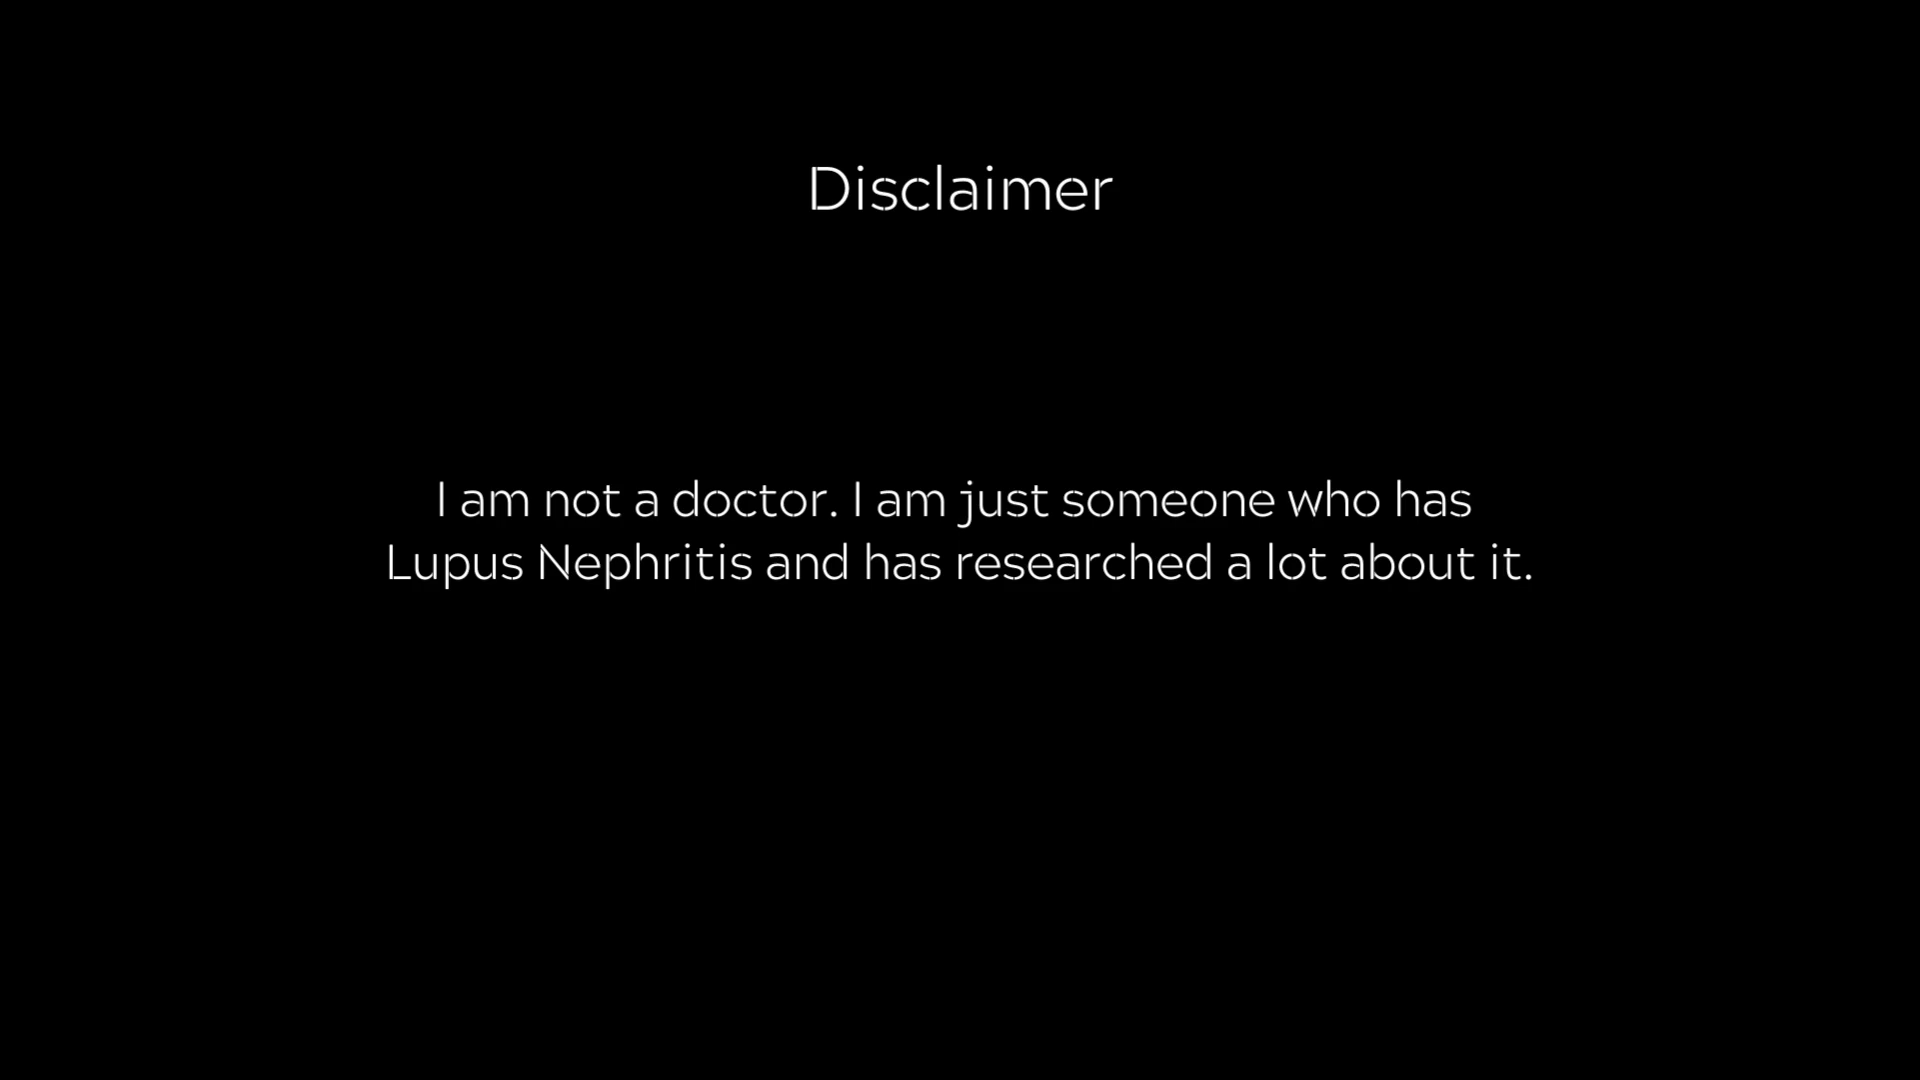 Disclaimer
I am not a doctor. I am just someone who has
Lupus Nephritis and has researched a lot about it.